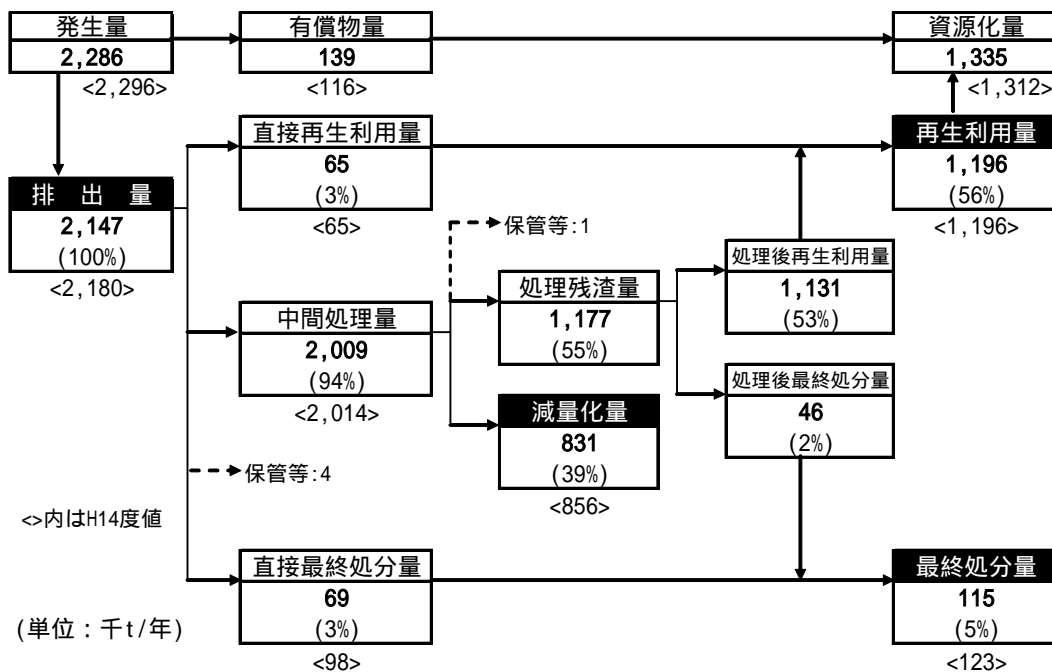 発生量
2,286
<2,296>
有償物量
139
<116>
資源化量
1,335
<1,312>
直接再生利用量
65
(3%)
<65>
再生利用量
1,196
(56%)
<1,196>
排 出 量
2,147
(100%)
<2,180>
保管等:1
処理後再生利用量
1,131
(53%)
処理残渣量
1,177
(55%)
中間処理量
2,009
(94%)
<2,014>
処理後最終処分量
46
(2%)
減量化量
831
(39%)
<856>
保管等:4
<>内はH14度値
直接最終処分量
69
(3%)
<98>
最終処分量
115
(5%)
<123>
(単位:千t/年)